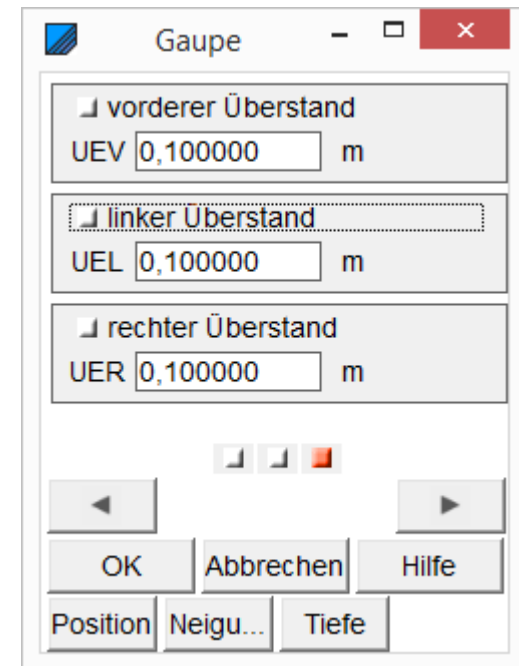 Gaupe
vorderer Überstand
UEV 0,100000 m
linker Überstand
UEL 0,100000 m
rechter Überstand
UER 0,100000 m
OK Abbrechen Hilfe
Position Neigu... Tiefe